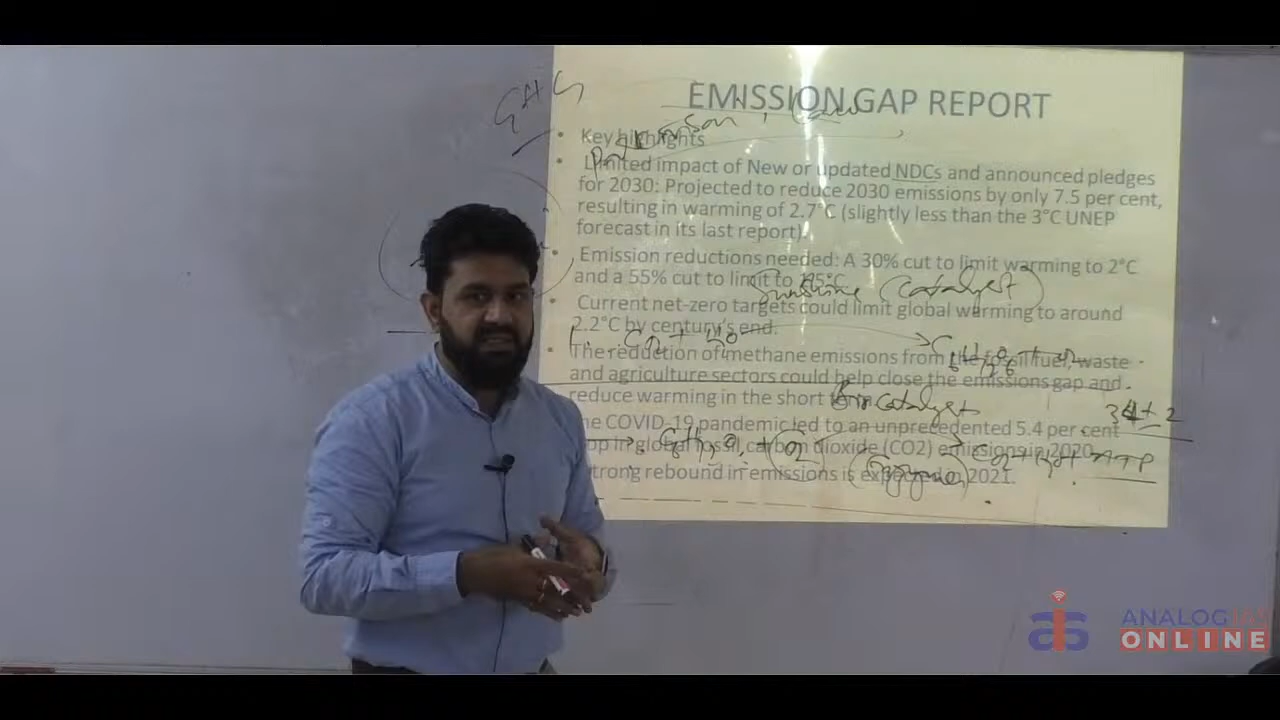 GHG
EMISSION GAP REPORT
Key highlights
Limited impact of New or updated NDCs and announced pledges
for 2030: Projected to reduce 2030 emissions by only 7.5 per cent,
resulting in warming of 2.7°C (slightly less than the 3°C UNEP
forecast in its last report).
Emission reductions needed: A 30% cut to limit warming to 2°C
and a 55% cut to limit to
Sunshine (Catalyst)
Current net-zero targets could limit global warming to around
2.2°C by century's end.
The reduction of methane emissions from the fossil fuel, waste
and agriculture sectors could help close the emissions gap and
reduce warming in the short
Bio catalyst
pandemic led to an unprecedented 5.4 per cent
carbon dioxide (CO2) emissions in 2020
(Enzymes)
strong rebound in emissions is 2021.
ANALOG IAS
ONLINE